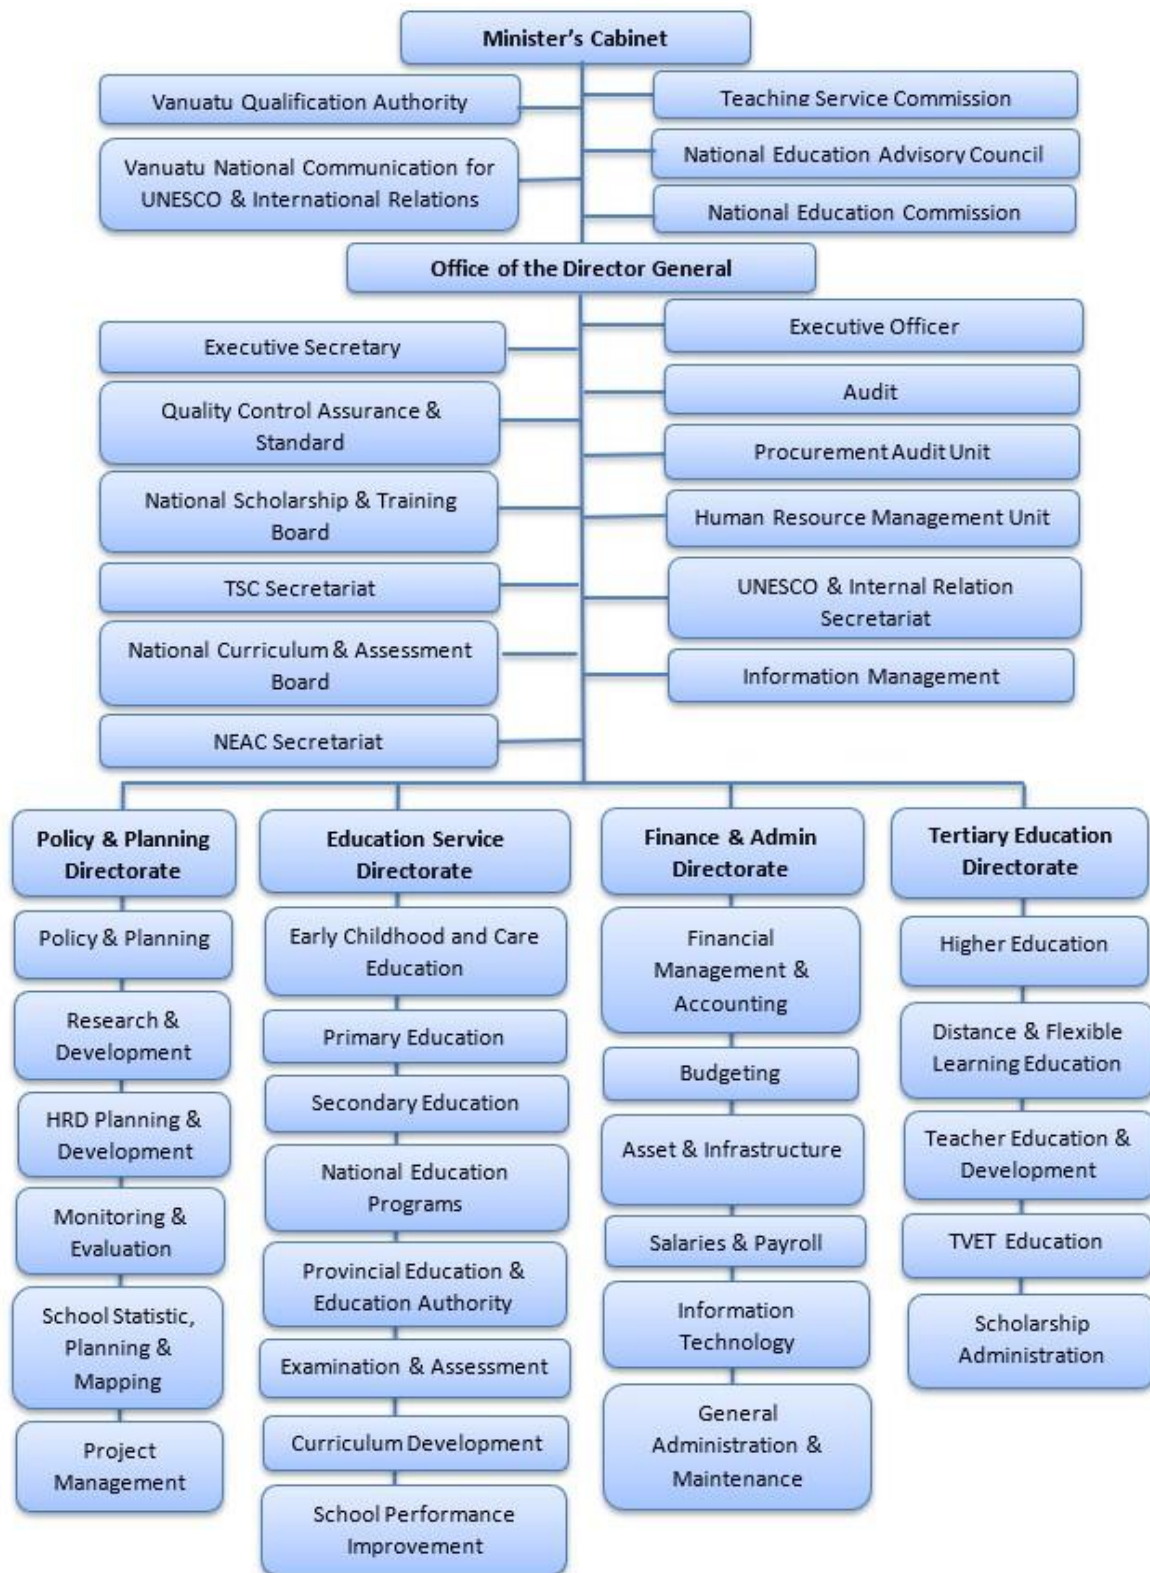 Minister's Cabinet
Vanuatu Qualification Authority
Teaching Service Commission
Vanuatu National Communication for
UNESCO & International Relations
National Education Advisory Council
National Education Commission
Office of the Director General
Executive Secretary
Quality Control Assurance &
Standard
National Scholarship & Training
Board
TSC Secretariat
National Curriculum & Assessment
Board
NEAC Secretariat
Executive Officer
Audit
Procurement Audit Unit
Human Resource Management Unit
UNESCO & Internal Relation
Secretariat
Information Management
Policy & Planning
Directorate
Policy & Planning
Research &
Development
HRD Planning &
Development
Monitoring &
Evaluation
School Statistic,
Planning &
Mapping
Project
Management
Education Service
Directorate
Early Childhood and Care
Education
Primary Education
Secondary Education
National Education
Programs
Provincial Education &
Education Authority
Examination & Assessment
Curriculum Development
School Performance
Improvement
Finance & Admin
Directorate
Financial
Management &
Accounting
Budgeting
Asset & Infrastructure
Salaries & Payroll
Information
Technology
General
Administration &
Maintenance
Tertiary Education
Directorate
Higher Education
Distance & Flexible
Learning Education
Teacher Education &
Development
TVET Education
Scholarship
Administration